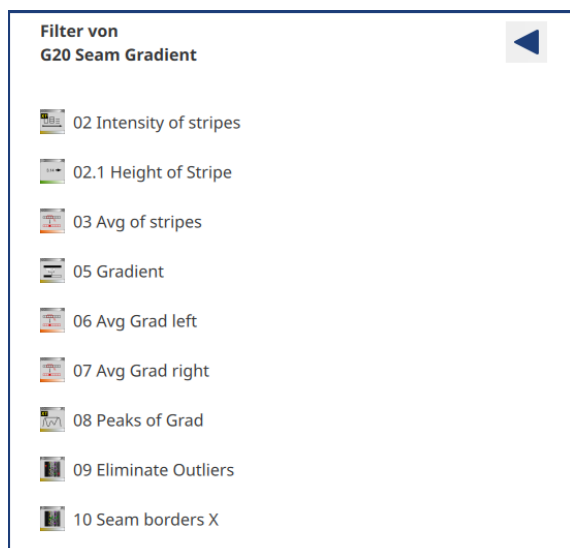 Filter von
G20 Seam Gradient
02 Intensity of stripes
02.1 Height of Stripe
03 Avg of stripes
05 Gradient
06 Avg Grad left
07 Avg Grad right
08 Peaks of Grad
09 Eliminate Outliers
10 Seam borders X